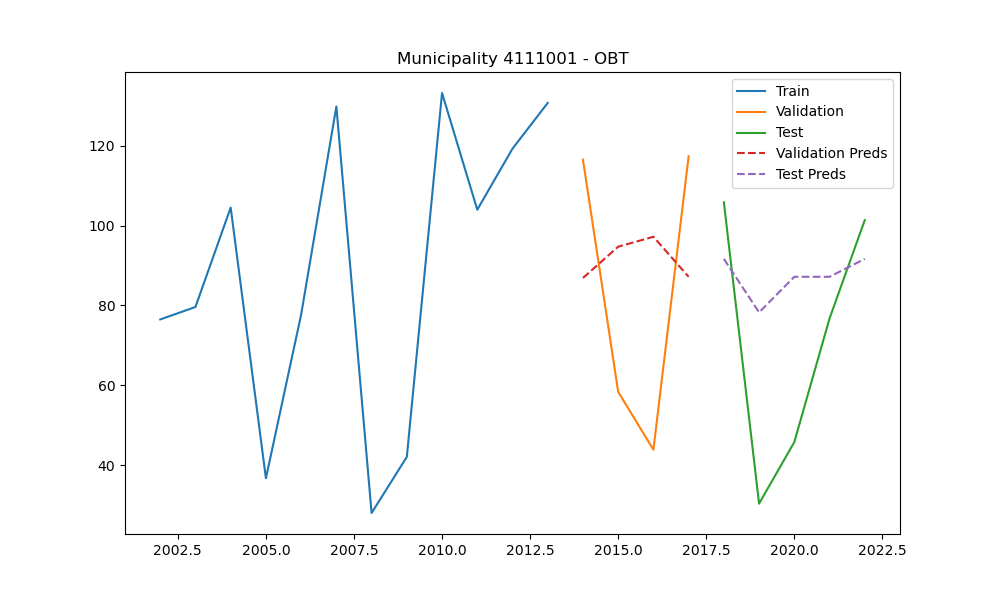 Municipality 4111001 - OBT
Train
Validation
Test
Validation Preds
Test Preds
120
100
80
60
40
2002.5 2005.0 2007.5 2010.0 2012.5 2015.0 2017.5 2020.0 2022.5